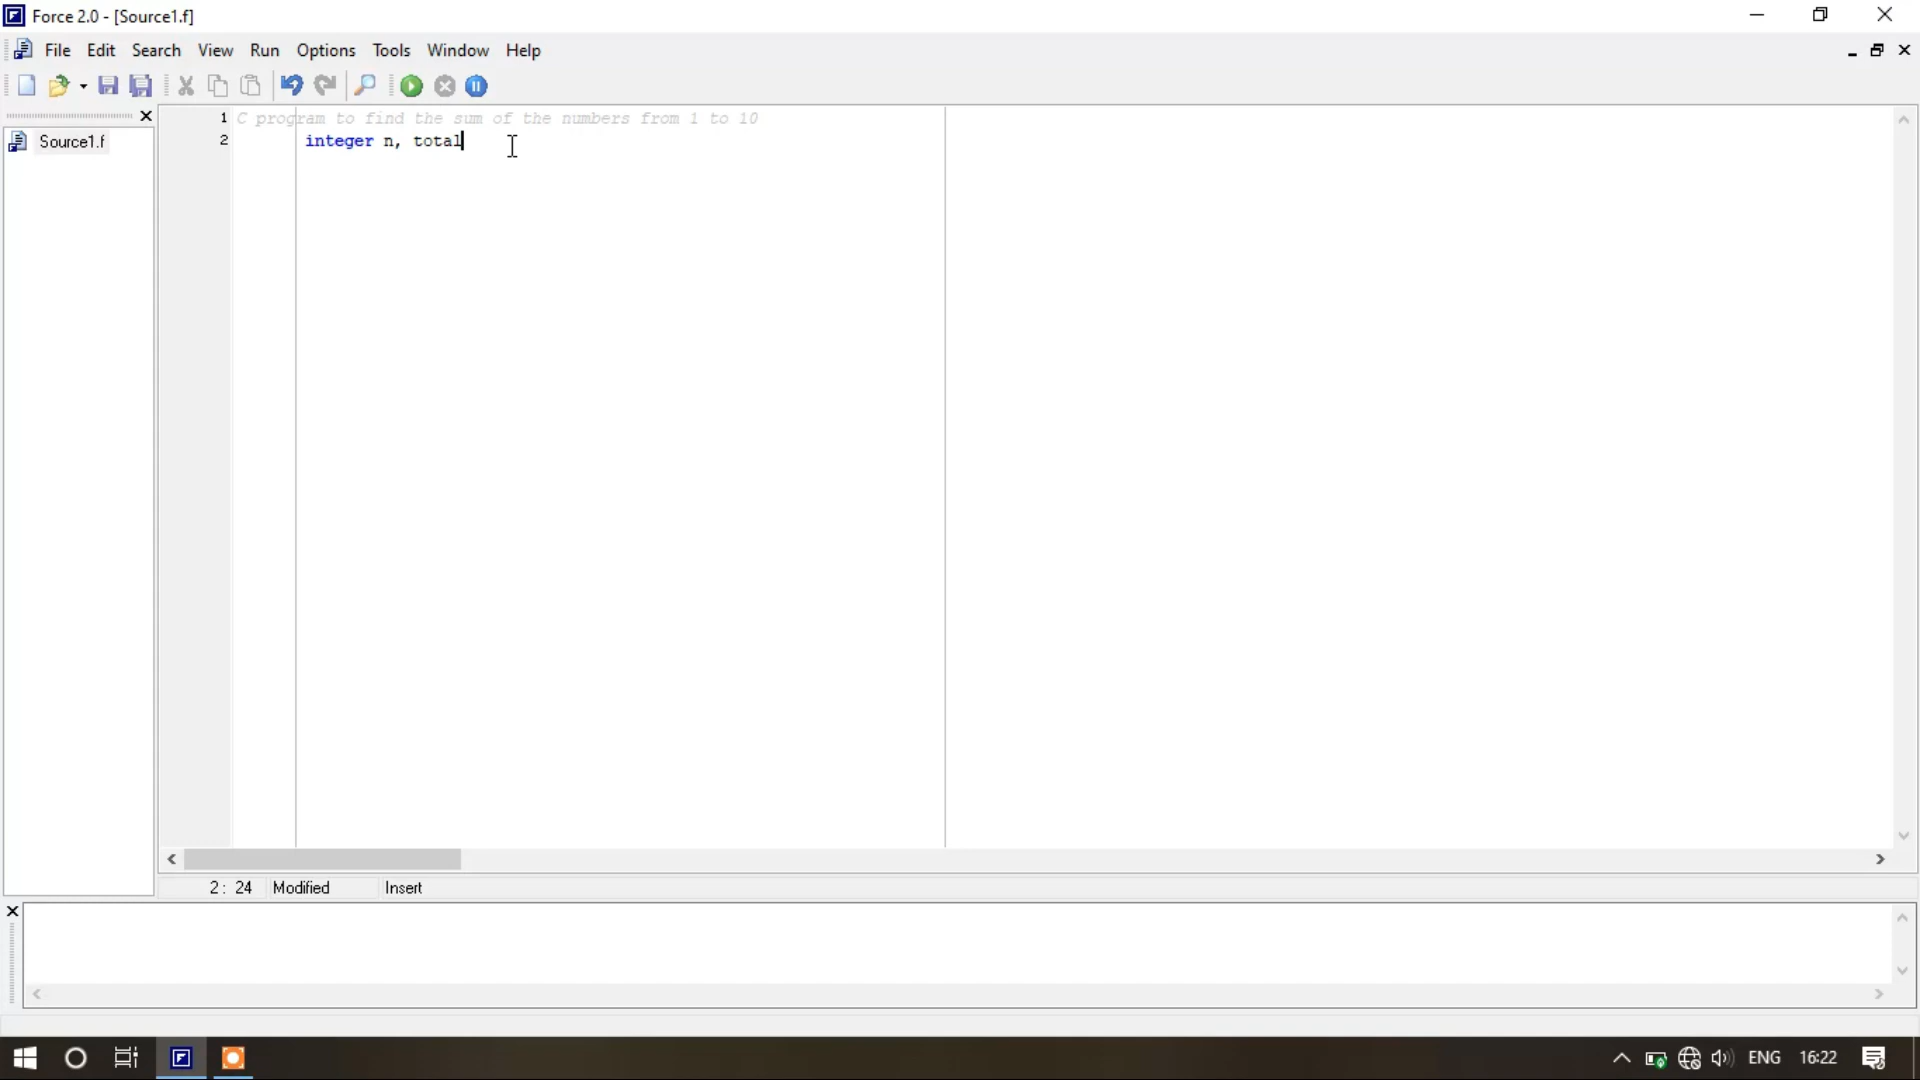 Force 2.0 - [Source1.f]
File Edit Search View Run Options Tools Window Help
Source1.f
1 C program to find the sum of the numbers from 1 to 10
2 integer n, total
2: 24 Modified Insert
ENG 16:22